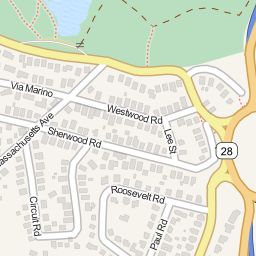 Via Marino
Westwood Rd
Lee St
Massachusetts Ave
Sherwood Rd
28
Roosevelt Rd
Circuit Rd
Paul Rd